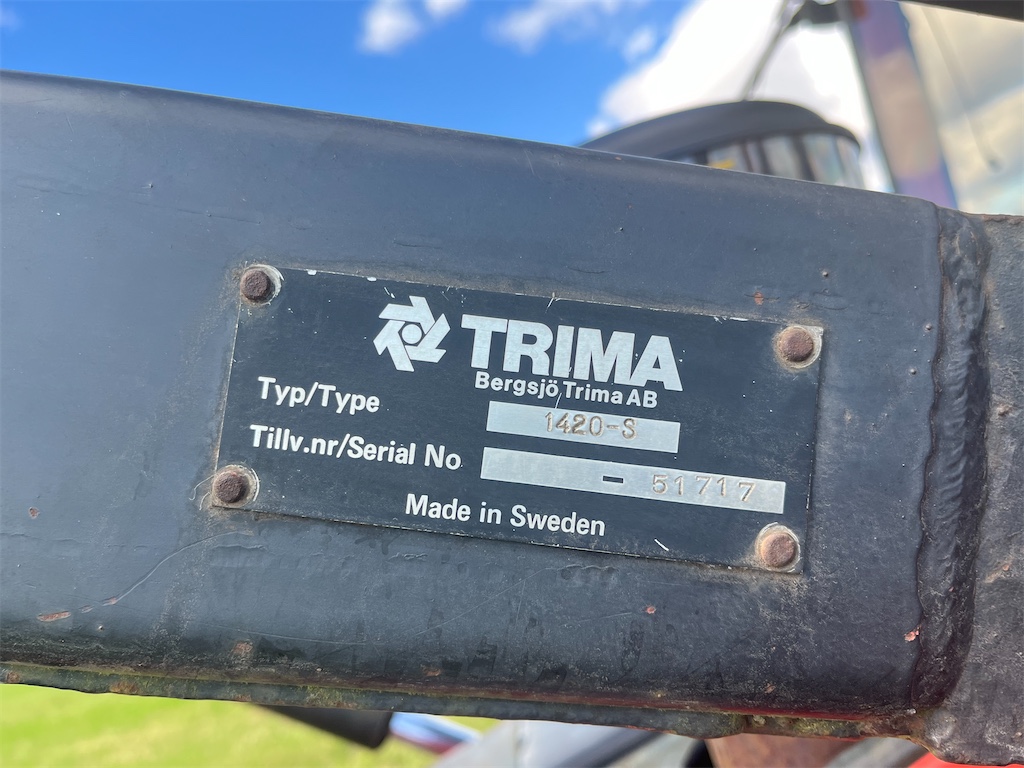 TRIMA
Bergsjö Trima AB
Typ/Type 1420-S
Tillv.nr/Serial No - 51717
Made in Sweden